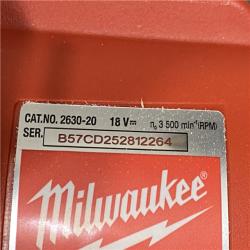 CAT.NO. 2630-20 18 V⎓ n₀ 3 500 min⁻¹(RPM)
SER. B57CD252812264
Milwaukee